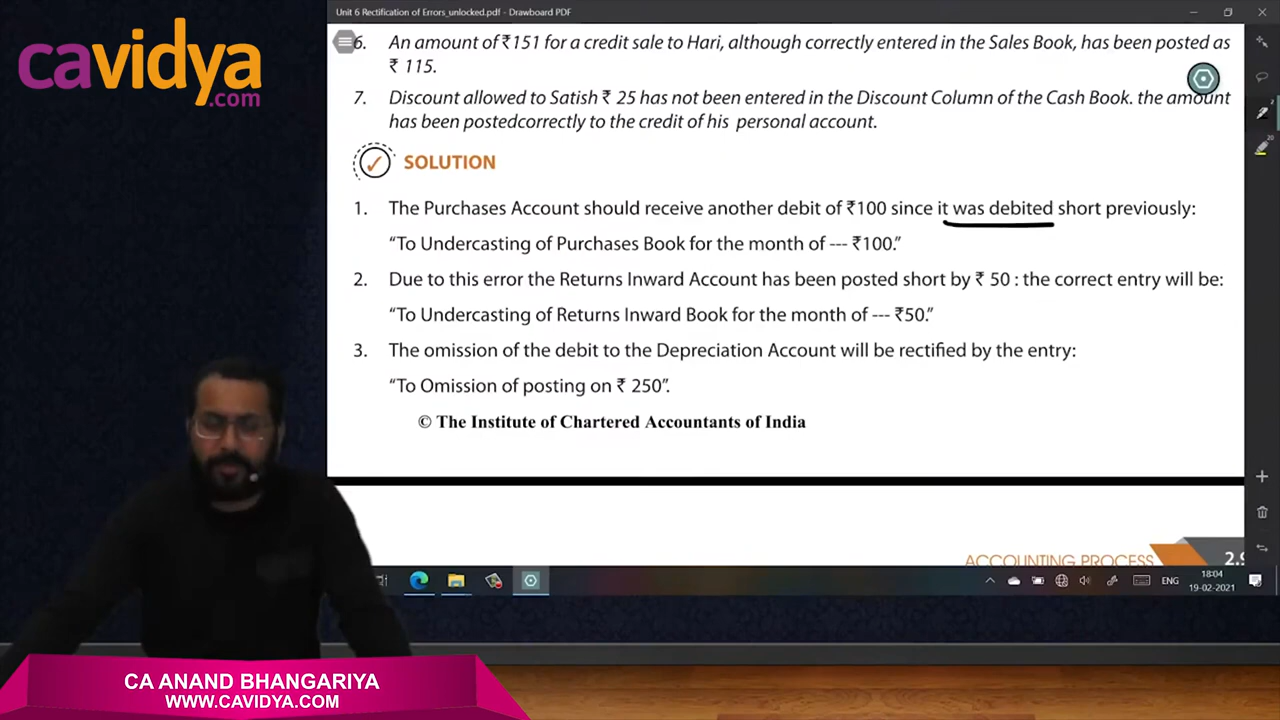 cavidya
.com
Unit 6 Rectification of Errors_unlocked.pdf - Drawboard PDF
6. An amount of ₹151 for a credit sale to Hari, although correctly entered in the Sales Book, has been posted as
₹ 115.
7. Discount allowed to Satish ₹ 25 has not been entered in the Discount Column of the Cash Book. the amount
has been postedcorrectly to the credit of his personal account.
SOLUTION
1. The Purchases Account should receive another debit of ₹100 since it was debited short previously:
“To Undercasting of Purchases Book for the month of --- ₹100.”
2. Due to this error the Returns Inward Account has been posted short by ₹ 50 : the correct entry will be:
“To Undercasting of Returns Inward Book for the month of --- ₹50.”
3. The omission of the debit to the Depreciation Account will be rectified by the entry:
“To Omission of posting on ₹ 250”.
© The Institute of Chartered Accountants of India
ACCOUNTING PROCESS
ENG
18:04
19-02-2021
CA ANAND BHANGARIYA
WWW.CAVIDYA.COM